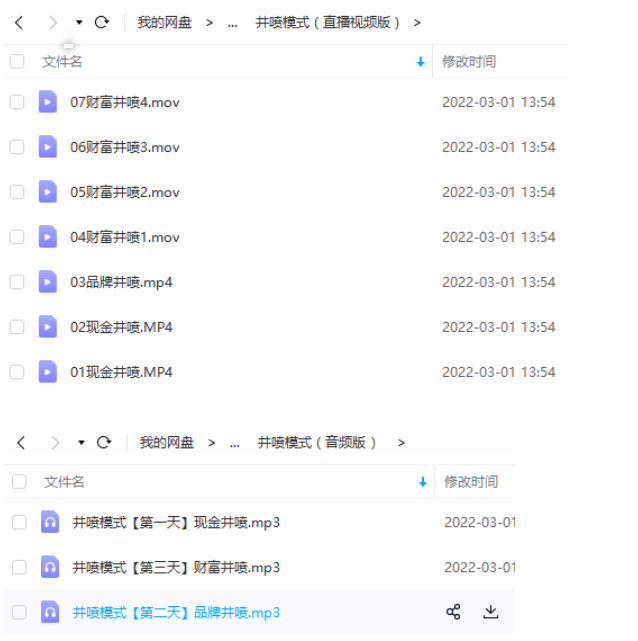 我的网盘 > ... 井喷模式（直播视频版） >
文件名 修改时间
07财富井喷4.mov 2022-03-01 13:54
06财富井喷3.mov 2022-03-01 13:54
05财富井喷2.mov 2022-03-01 13:54
04财富井喷1.mov 2022-03-01 13:54
03品牌井喷.mp4 2022-03-01 13:54
02现金井喷.MP4 2022-03-01 13:54
01现金井喷.MP4 2022-03-01 13:54
我的网盘 > ... 井喷模式（音频版） >
文件名 修改时间
井喷模式【第一天】现金井喷.mp3 2022-03-01
井喷模式【第三天】财富井喷.mp3 2022-03-01
井喷模式【第二天】品牌井喷.mp3